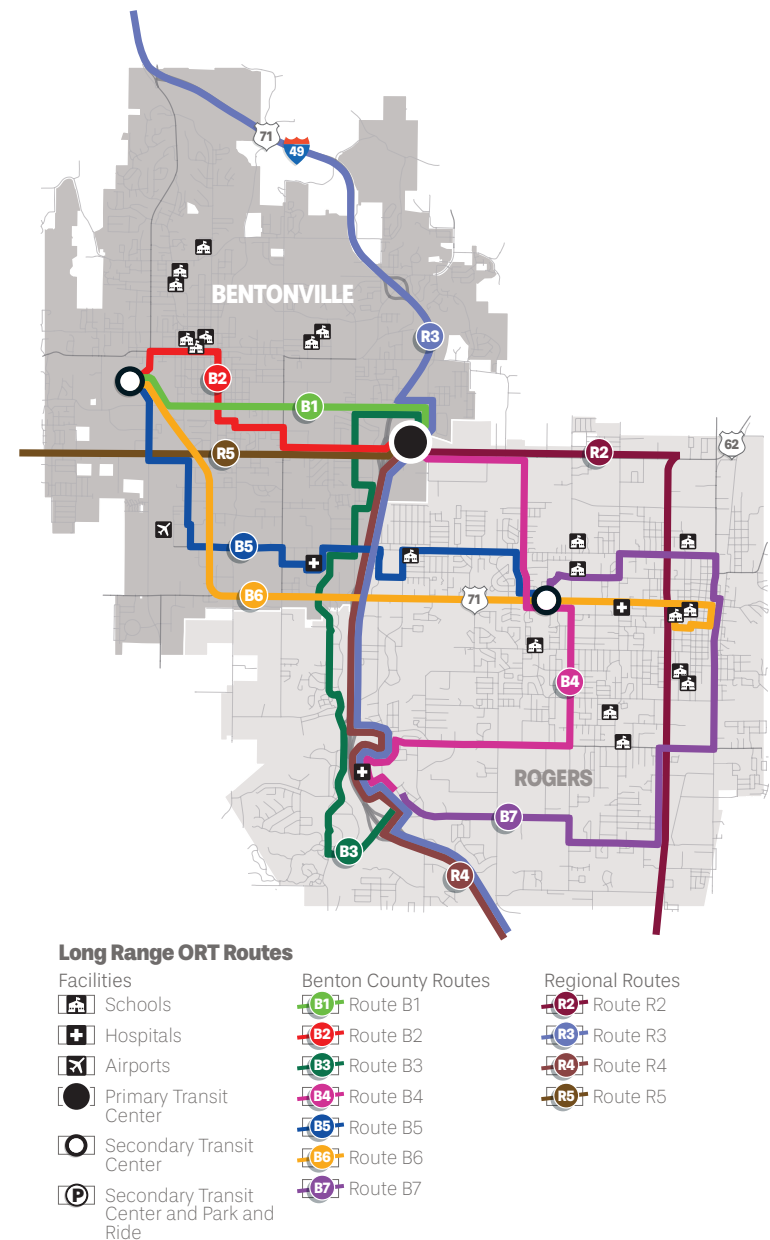 71
49
BENTONVILLE
R3
B2
B1
62
R5
R2
B5
B6
71
B4
ROGERS
B7
B3
R4
Long Range ORT Routes
Facilities
Schools
Hospitals
Airports
Primary Transit
Center
Secondary Transit
Center
P
Secondary Transit
Center and Park and
Ride
Benton County Routes
B1 Route B1
B2 Route B2
B3 Route B3
B4 Route B4
B5 Route B5
B6 Route B6
B7 Route B7
Regional Routes
R2 Route R2
R3 Route R3
R4 Route R4
R5 Route R5